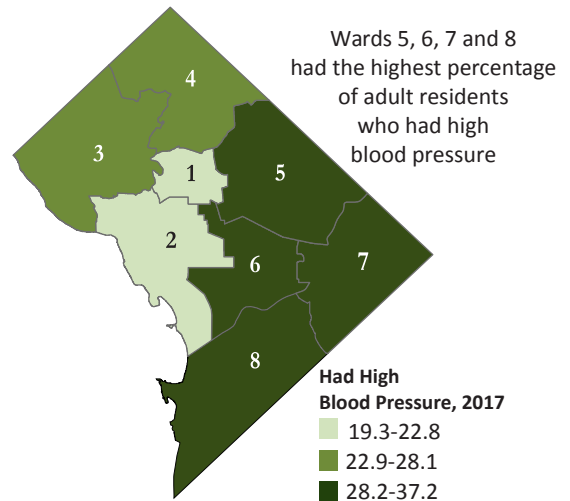 Wards 5, 6, 7 and 8
had the highest percentage
of adult residents
who had high
blood pressure
4
3
1
5
2
6
7
8
Had High
Blood Pressure, 2017
19.3-22.8
22.9-28.1
28.2-37.2